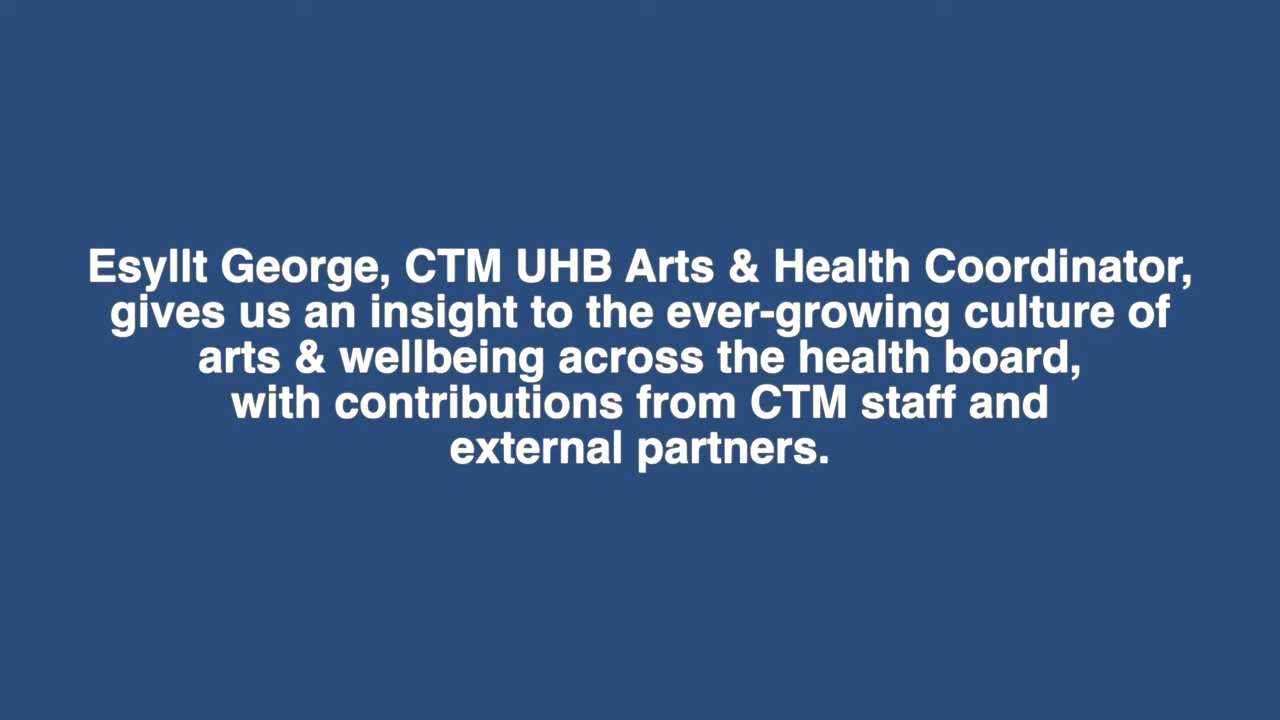 Esyllt George, CTM UHB Arts & Health Coordinator,
gives us an insight to the ever-growing culture of
arts & wellbeing across the health board,
with contributions from CTM staff and
external partners.